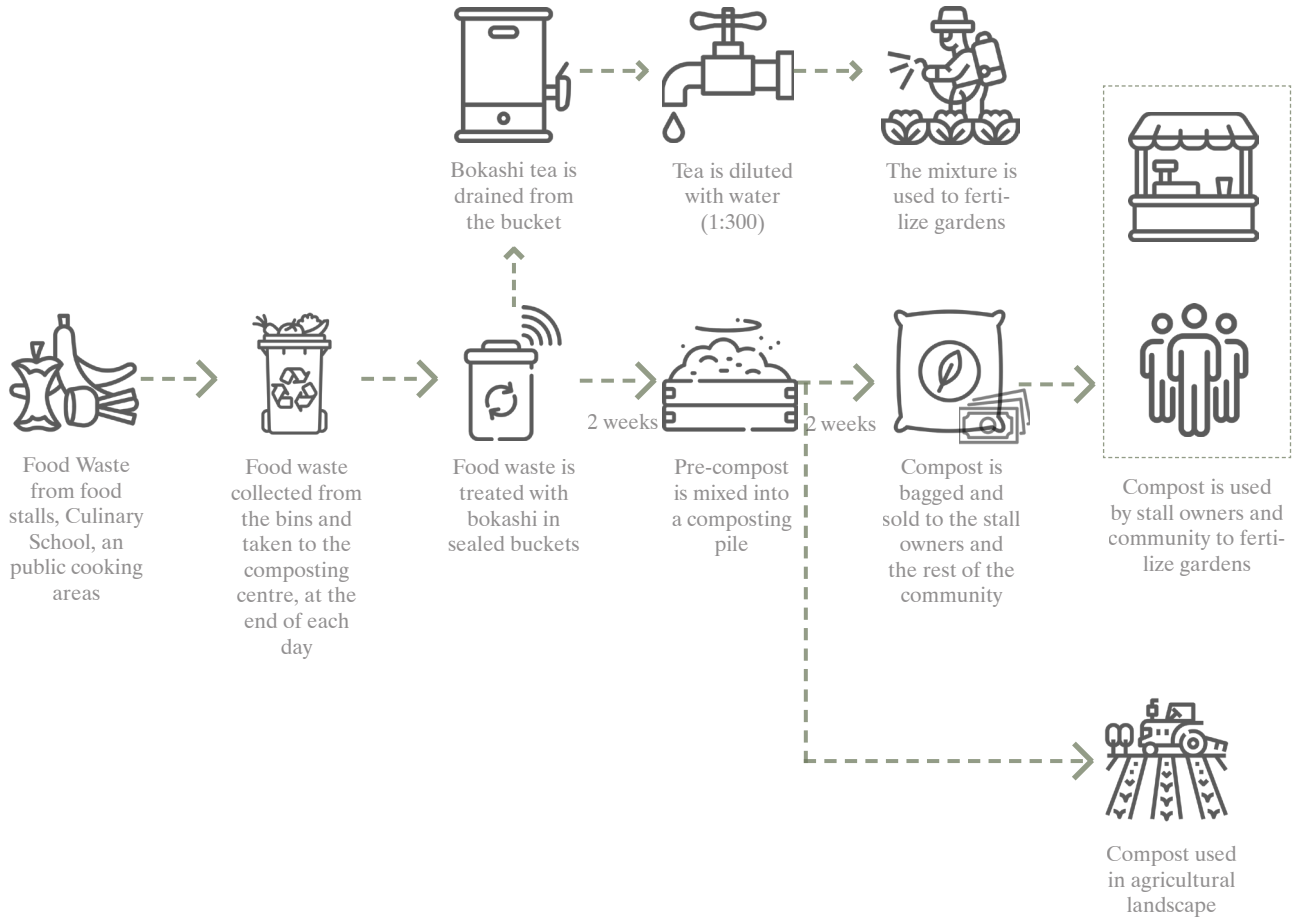 Bokashi tea is
drained from
the bucket
Tea is diluted
with water
(1:300)
The mixture is
used to ferti-
lize gardens
2 weeks
2 weeks
Food Waste
from food
stalls, Culinary
School, an
public cooking
areas
Food waste
collected from
the bins and
taken to the
composting
centre, at the
end of each
day
Food waste is
treated with
bokashi in
sealed buckets
Pre-compost
is mixed into
a composting
pile
Compost is
bagged and
sold to the stall
owners and
the rest of the
community
Compost is used
by stall owners and
community to ferti-
lize gardens
Compost used
in agricultural
landscape